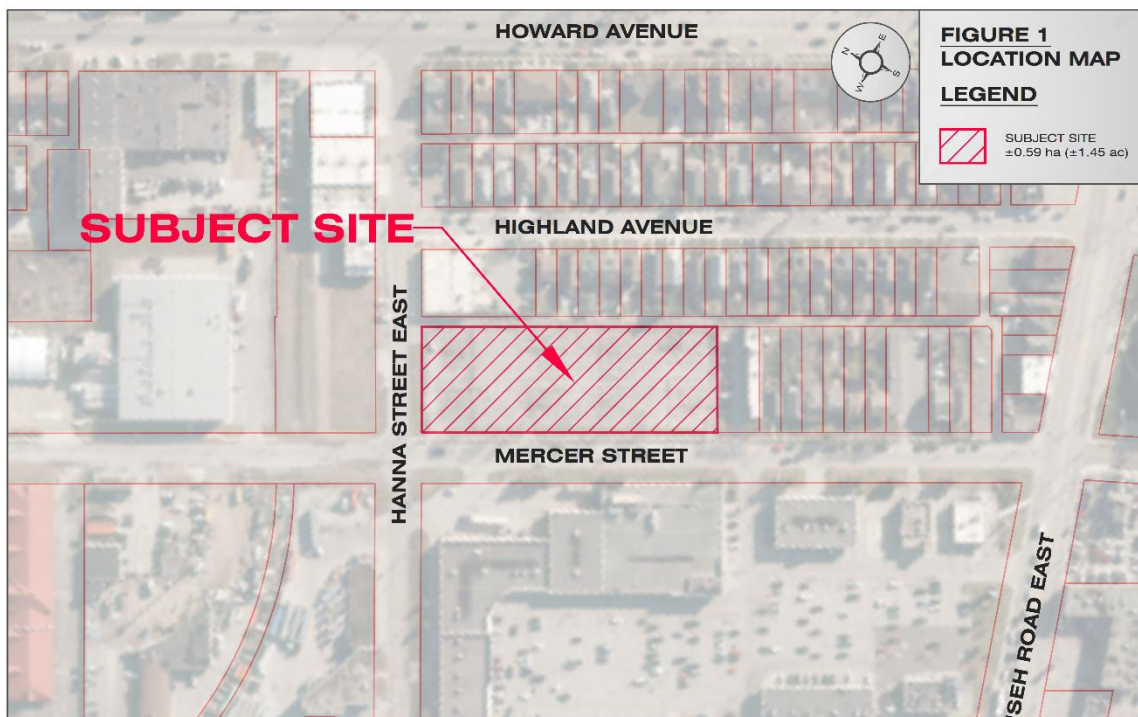 HOWARD AVENUE
FIGURE 1
LOCATION MAP
LEGEND
SUBJECT SITE
±0.59 ha (±1.45 ac)
N
E
S
W
SUBJECT SITE
HIGHLAND AVENUE
HANNA STREET EAST
MERCER STREET
ROAD EAST